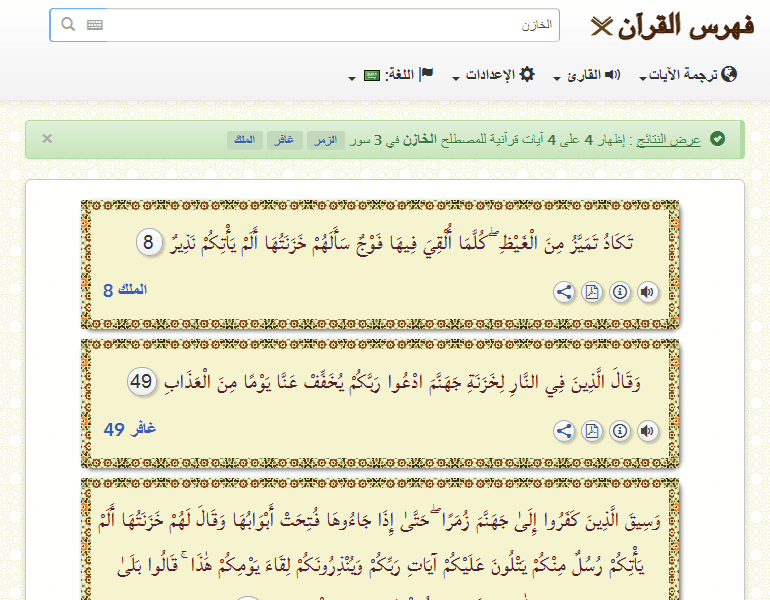 فهرس القرآن
الخازن
ترجمة الآيات
القارئ
الإعدادات
اللغة:
عرض النتائج : إظهار 4 على 4 آيات قرآنية للمصطلح الخازن في 3 سور الزمر غافر الملك ×
تَكَادُ تَمَيَّزُ مِنَ الْغَيْظِ ۖ كُلَّمَا أُلْقِيَ فِيهَا فَوْجٌ سَأَلَهُمْ خَزَنَتُهَا أَلَمْ يَأْتِكُمْ نَذِيرٌ 8
الملك 8
وَقَالَ الَّذِينَ فِي النَّارِ لِخَزَنَةِ جَهَنَّمَ ادْعُوا رَبَّكُمْ يُخَفِّفْ عَنَّا يَوْمًا مِنَ الْعَذَابِ 49
غافر 49
وَسِيقَ الَّذِينَ كَفَرُوا إِلَىٰ جَهَنَّمَ زُمَرًا ۖ حَتَّىٰ إِذَا جَاءُوهَا فُتِحَتْ أَبْوَابُهَا وَقَالَ لَهُمْ خَزَنَتُهَا أَلَمْ
يَأْتِكُمْ رُسُلٌ مِنْكُمْ يَتْلُونَ عَلَيْكُمْ آيَاتِ رَبِّكُمْ وَيُنْذِرُونَكُمْ لِقَاءَ يَوْمِكُمْ هَٰذَا ۚ قَالُوا بَلَىٰ